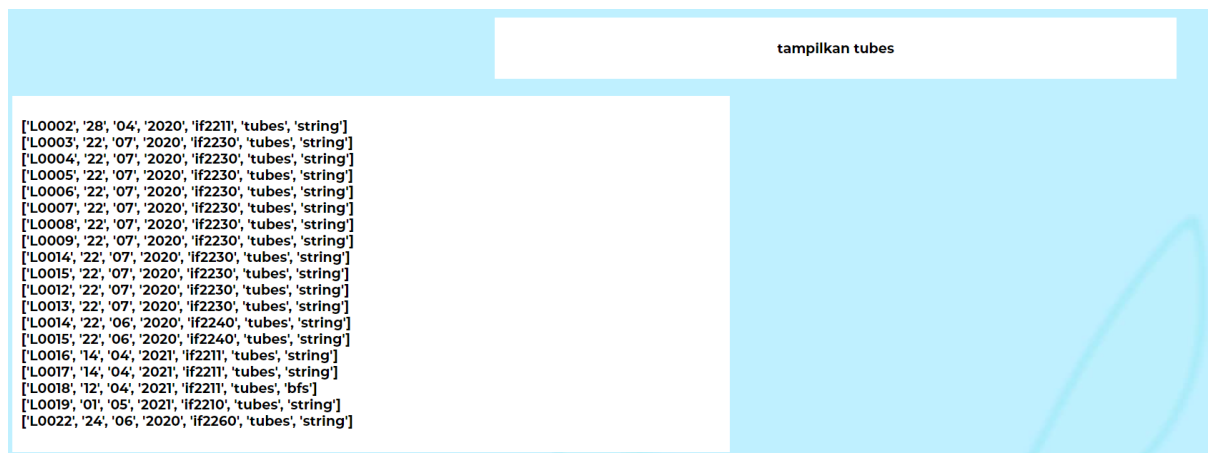 tampilkan tubes
['L0002', '28', '04', '2020', 'if2211', 'tubes', 'string']
['L0003', '22', '07', '2020', 'if2230', 'tubes', 'string']
['L0004', '22', '07', '2020', 'if2230', 'tubes', 'string']
['L0005', '22', '07', '2020', 'if2230', 'tubes', 'string']
['L0006', '22', '07', '2020', 'if2230', 'tubes', 'string']
['L0007', '22', '07', '2020', 'if2230', 'tubes', 'string']
['L0008', '22', '07', '2020', 'if2230', 'tubes', 'string']
['L0009', '22', '07', '2020', 'if2230', 'tubes', 'string']
['L0014', '22', '07', '2020', 'if2230', 'tubes', 'string']
['L0015', '22', '07', '2020', 'if2230', 'tubes', 'string']
['L0012', '22', '07', '2020', 'if2230', 'tubes', 'string']
['L0013', '22', '07', '2020', 'if2230', 'tubes', 'string']
['L0014', '22', '06', '2020', 'if2240', 'tubes', 'string']
['L0015', '22', '06', '2020', 'if2240', 'tubes', 'string']
['L0016', '14', '04', '2021', 'if2211', 'tubes', 'string']
['L0017', '14', '04', '2021', 'if2211', 'tubes', 'string']
['L0018', '12', '04', '2021', 'if2211', 'tubes', 'bfs']
['L0019', '01', '05', '2021', 'if2210', 'tubes', 'string']
['L0022', '24', '06', '2020', 'if2260', 'tubes', 'string']